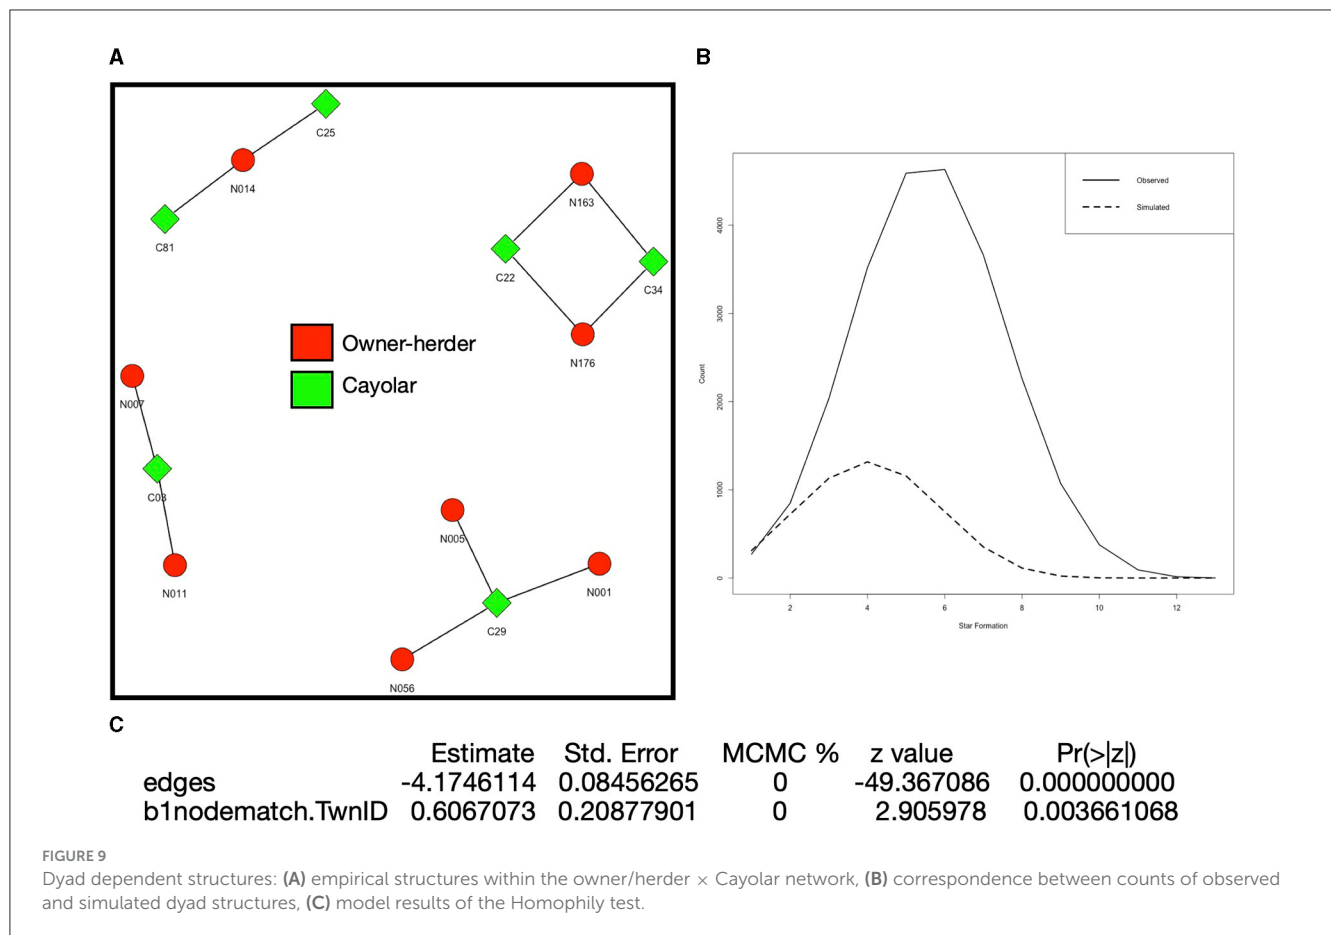 A
B
C25
N014
C81
N163
C22
C34
N176
Owner-herder
Cayolar
N007
C03
N011
N005
N001
C29
N056
Observed
Simulated
4000
3000
2000
1000
0
Count
2 4 6 8 10 12
Star Formation
C
Estimate Std. Error MCMC % z value Pr(>|z|)
edges -4.1746114 0.08456265 0 -49.367086 0.000000000
b1nodematch.TwnID 0.6067073 0.20877901 0 2.905978 0.003661068
FIGURE 9
Dyad dependent structures: (A) empirical structures within the owner/herder × Cayolar network, (B) correspondence between counts of observed
and simulated dyad structures, (C) model results of the Homophily test.